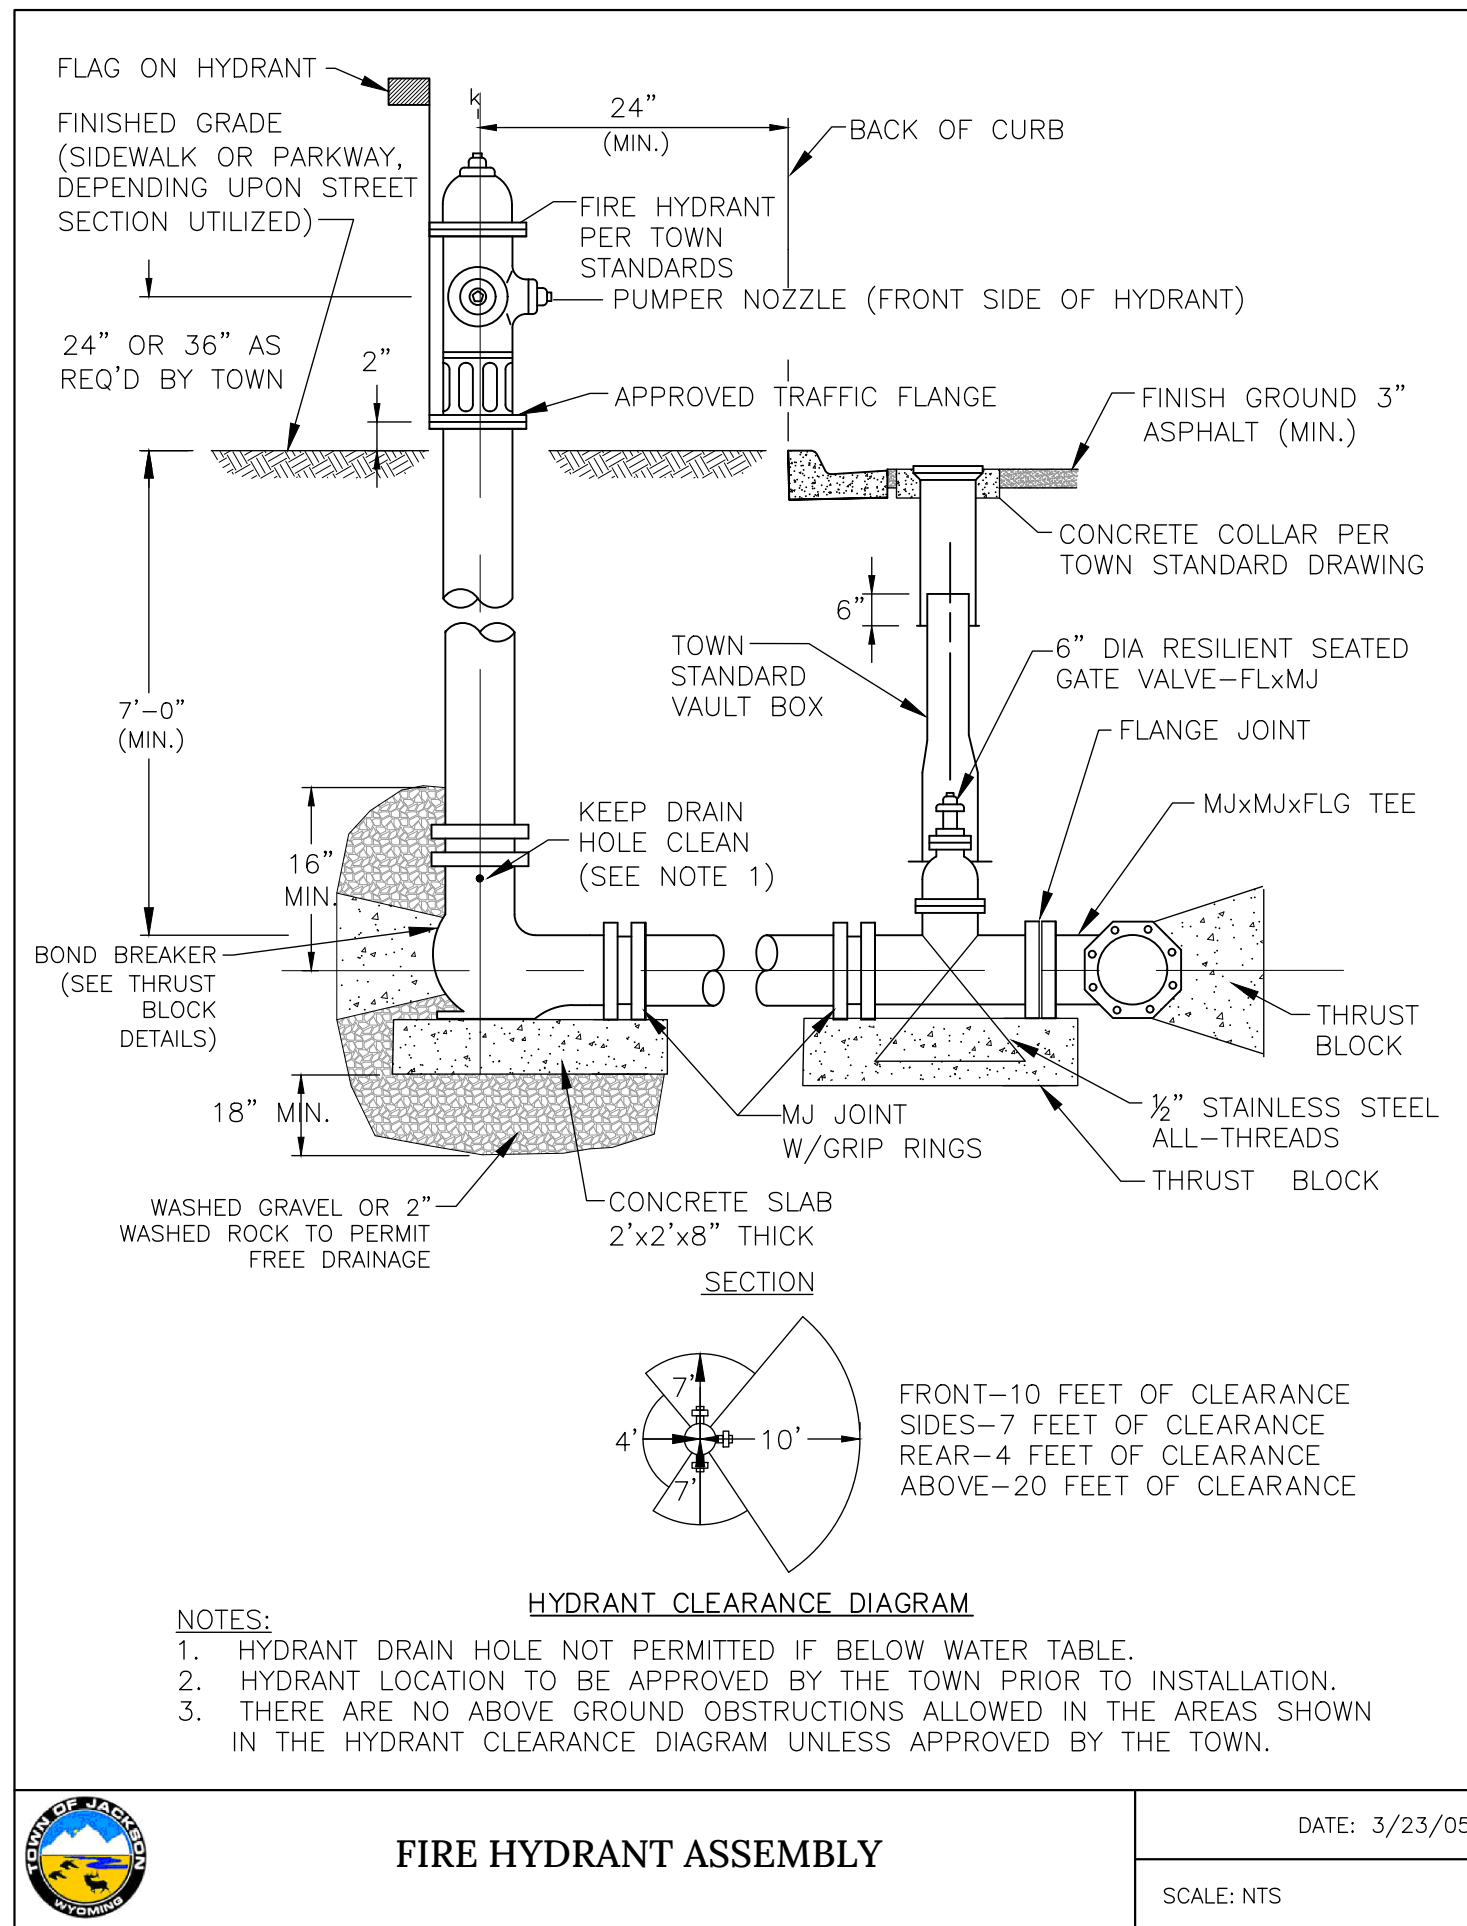 FLAG ON HYDRANT
FINISHED GRADE
(SIDEWALK OR PARKWAY,
DEPENDING UPON STREET
SECTION UTILIZED)
k
24"
(MIN.)
BACK OF CURB
FIRE HYDRANT
PER TOWN
STANDARDS
PUMPER NOZZLE (FRONT SIDE OF HYDRANT)
24" OR 36" AS
REQ'D BY TOWN
2"
APPROVED TRAFFIC FLANGE
FINISH GROUND 3"
ASPHALT (MIN.)
CONCRETE COLLAR PER
TOWN STANDARD DRAWING
6"
TOWN
STANDARD
VAULT BOX
6" DIA RESILIENT SEATED
GATE VALVE-FLxMJ
7'-0"
(MIN.)
FLANGE JOINT
MJxMJxFLG TEE
KEEP DRAIN
HOLE CLEAN
(SEE NOTE 1)
16"
MIN.
BOND BREAKER
(SEE THRUST
BLOCK
DETAILS)
THRUST
BLOCK
18" MIN.
MJ JOINT
W/GRIP RINGS
½" STAINLESS STEEL
ALL-THREADS
THRUST BLOCK
WASHED GRAVEL OR 2"
WASHED ROCK TO PERMIT
FREE DRAINAGE
CONCRETE SLAB
2'x2'x8" THICK
SECTION
7'
4'
10'
7'
FRONT-10 FEET OF CLEARANCE
SIDES-7 FEET OF CLEARANCE
REAR-4 FEET OF CLEARANCE
ABOVE-20 FEET OF CLEARANCE
HYDRANT CLEARANCE DIAGRAM
NOTES:
1. HYDRANT DRAIN HOLE NOT PERMITTED IF BELOW WATER TABLE.
2. HYDRANT LOCATION TO BE APPROVED BY THE TOWN PRIOR TO INSTALLATION.
3. THERE ARE NO ABOVE GROUND OBSTRUCTIONS ALLOWED IN THE AREAS SHOWN
IN THE HYDRANT CLEARANCE DIAGRAM UNLESS APPROVED BY THE TOWN.
TOWN OF JACKSON
WYOMING
FIRE HYDRANT ASSEMBLY
DATE: 3/23/05
SCALE: NTS